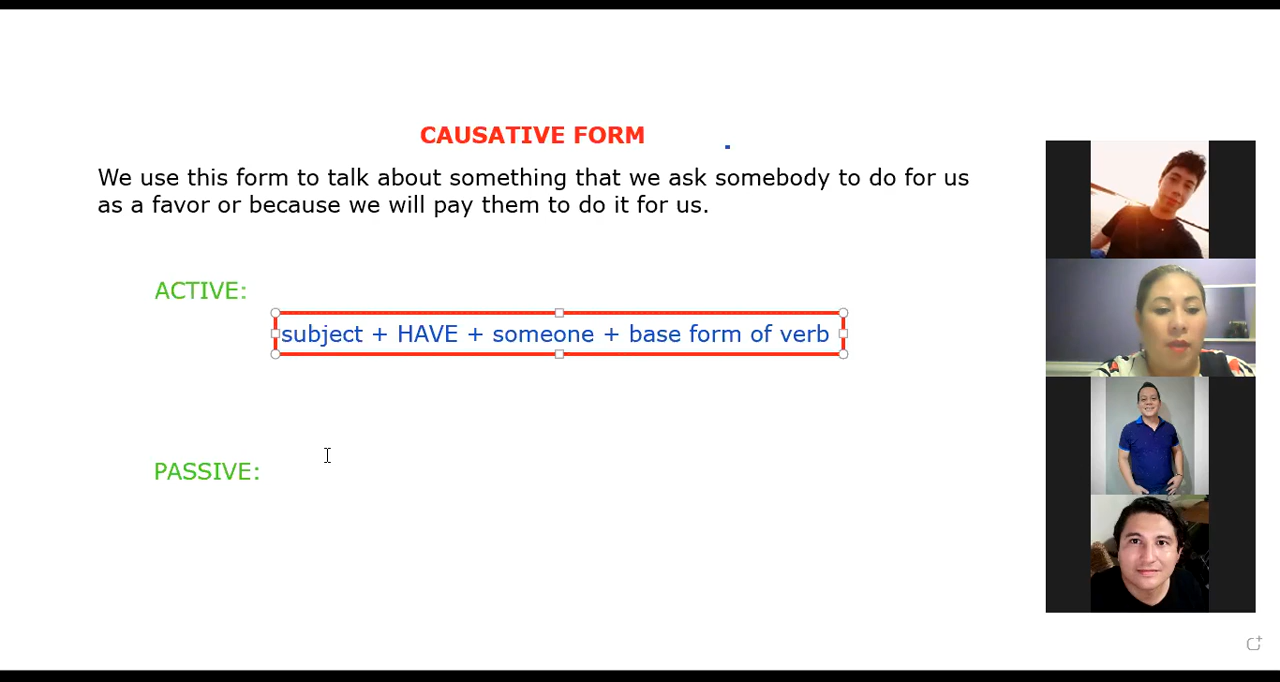 CAUSATIVE FORM
We use this form to talk about something that we ask somebody to do for us
as a favor or because we will pay them to do it for us.
ACTIVE:
subject + HAVE + someone + base form of verb
PASSIVE: